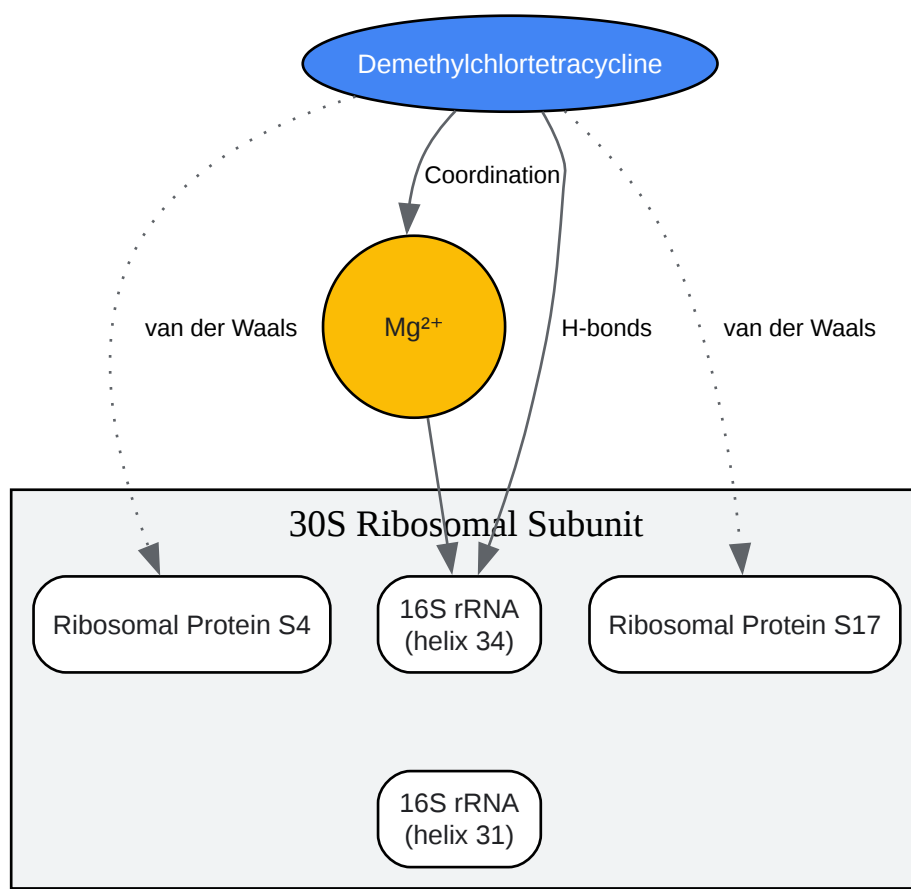 Demethylchlortetracycline
Coordination
van der Waals
Mg²⁺
H-bonds
van der Waals
30S Ribosomal Subunit
Ribosomal Protein S4
16S rRNA
(helix 34)
Ribosomal Protein S17
16S rRNA
(helix 31)